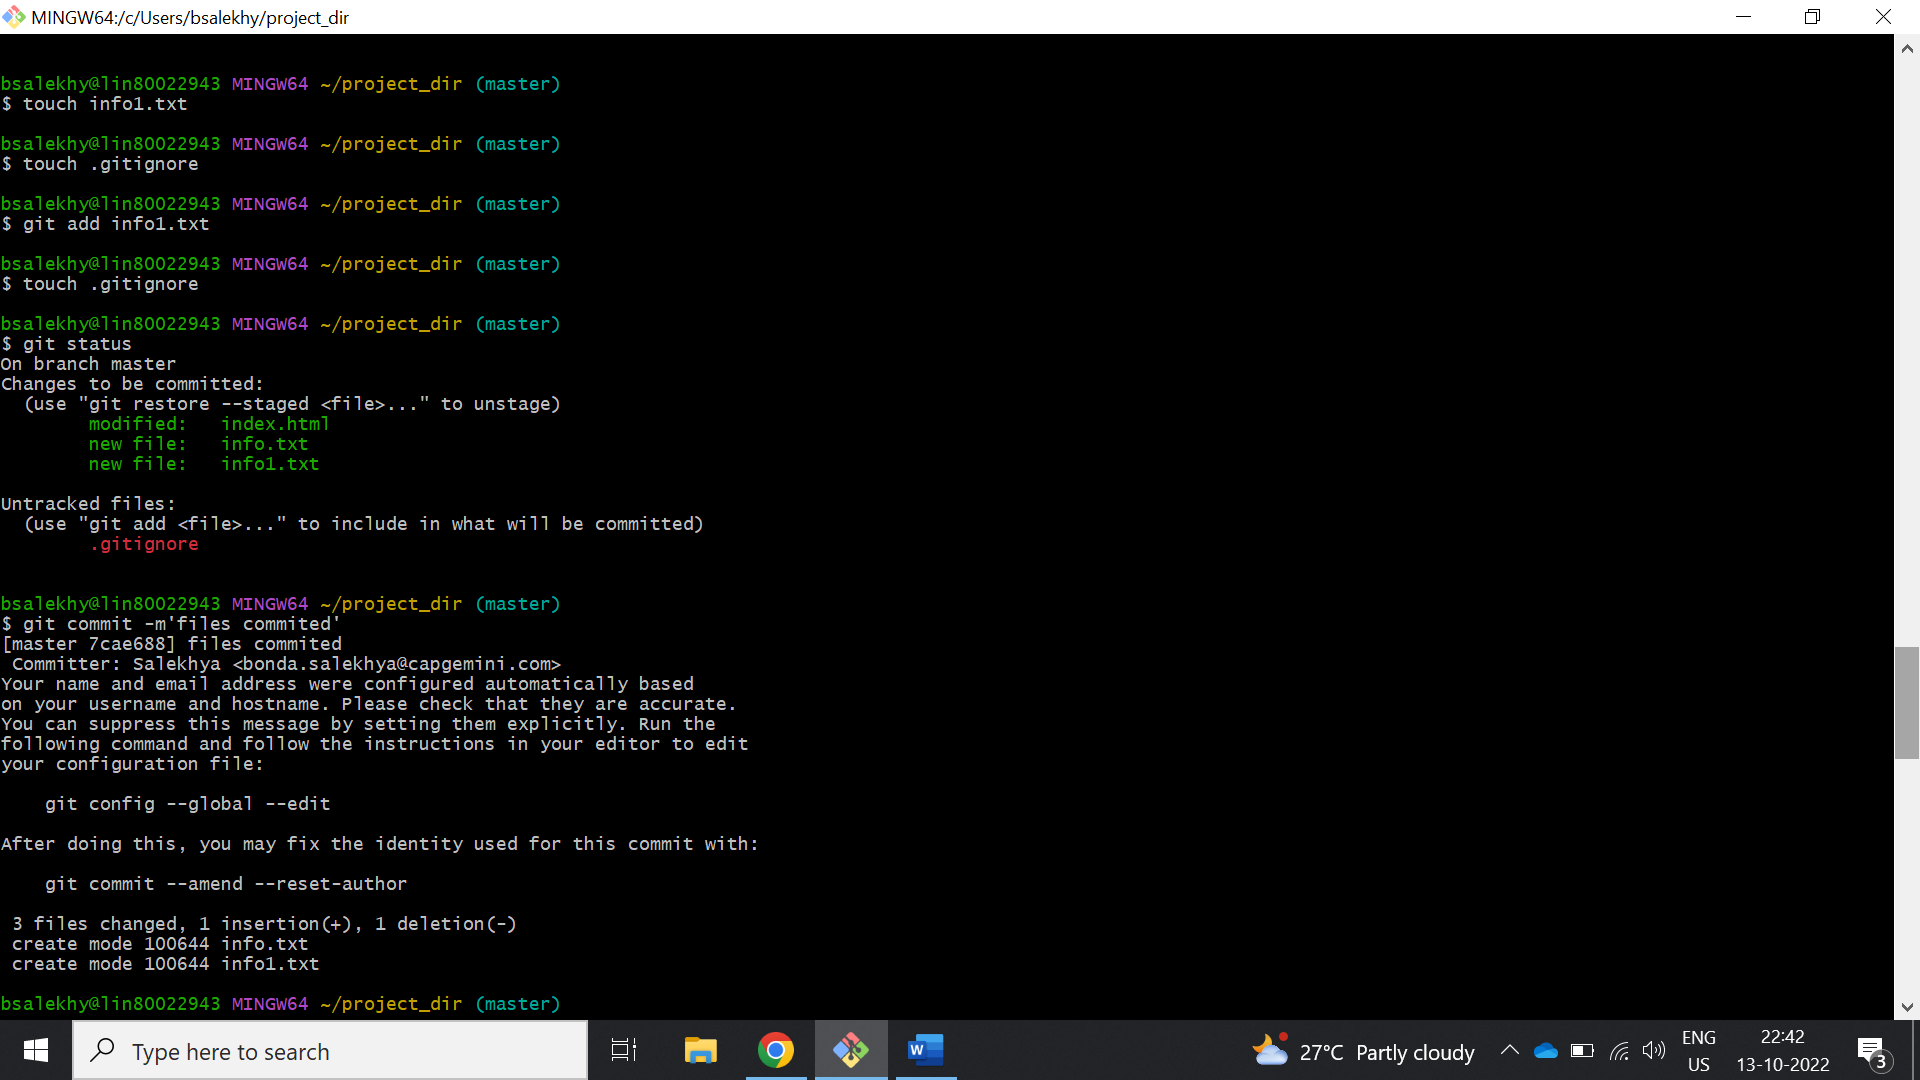 MINGW64:/c/Users/bsalekhy/project_dir
bsalekhy@lin80022943 MINGW64 ~/project_dir (master)
$ touch info1.txt
bsalekhy@lin80022943 MINGW64 ~/project_dir (master)
$ touch .gitignore
bsalekhy@lin80022943 MINGW64 ~/project_dir (master)
$ git add info1.txt
bsalekhy@lin80022943 MINGW64 ~/project_dir (master)
$ touch .gitignore
bsalekhy@lin80022943 MINGW64 ~/project_dir (master)
$ git status
On branch master
Changes to be committed:
  (use "git restore --staged <file>..." to unstage)
        modified:   index.html
        new file:   info.txt
        new file:   info1.txt
Untracked files:
  (use "git add <file>..." to include in what will be committed)
        .gitignore
bsalekhy@lin80022943 MINGW64 ~/project_dir (master)
$ git commit -m'files commited'
[master 7cae688] files commited
 Committer: Salekhya <bonda.salekhya@capgemini.com>
Your name and email address were configured automatically based
on your username and hostname. Please check that they are accurate.
You can suppress this message by setting them explicitly. Run the
following command and follow the instructions in your editor to edit
your configuration file:
    git config --global --edit
After doing this, you may fix the identity used for this commit with:
    git commit --amend --reset-author
 3 files changed, 1 insertion(+), 1 deletion(-)
 create mode 100644 info.txt
 create mode 100644 info1.txt
bsalekhy@lin80022943 MINGW64 ~/project_dir (master)
Type here to search
W
27°C Partly cloudy
ENG
US
22:42
13-10-2022
3